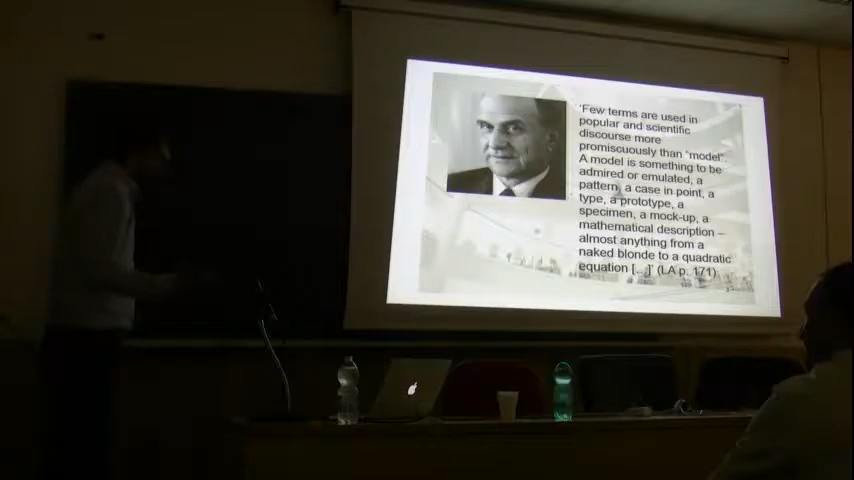 'Few terms are used in
popular and scientific
discourse more
promiscuously than "model".
A model is something to be
admired or emulated, a
pattern, a case in point, a
type, a prototype, a
specimen, a mock-up, a
mathematical description –
almost anything from a
naked blonde to a quadratic
equation [...]' (LA p. 171)